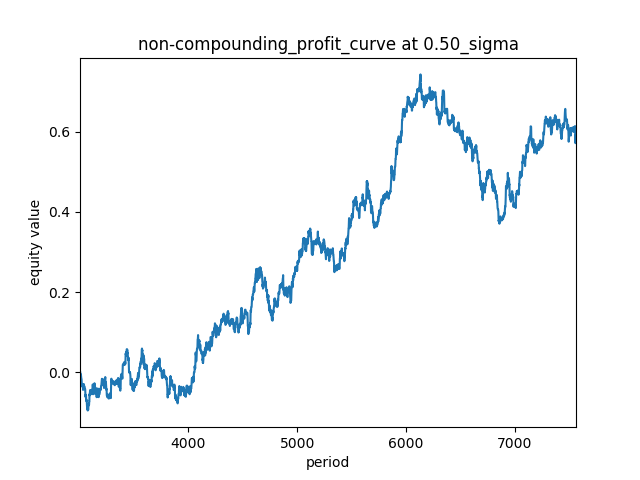 non-compounding_profit_curve at 0.50_sigma
equity value
0.6
0.4
0.2
0.0
4000 5000 6000 7000
period